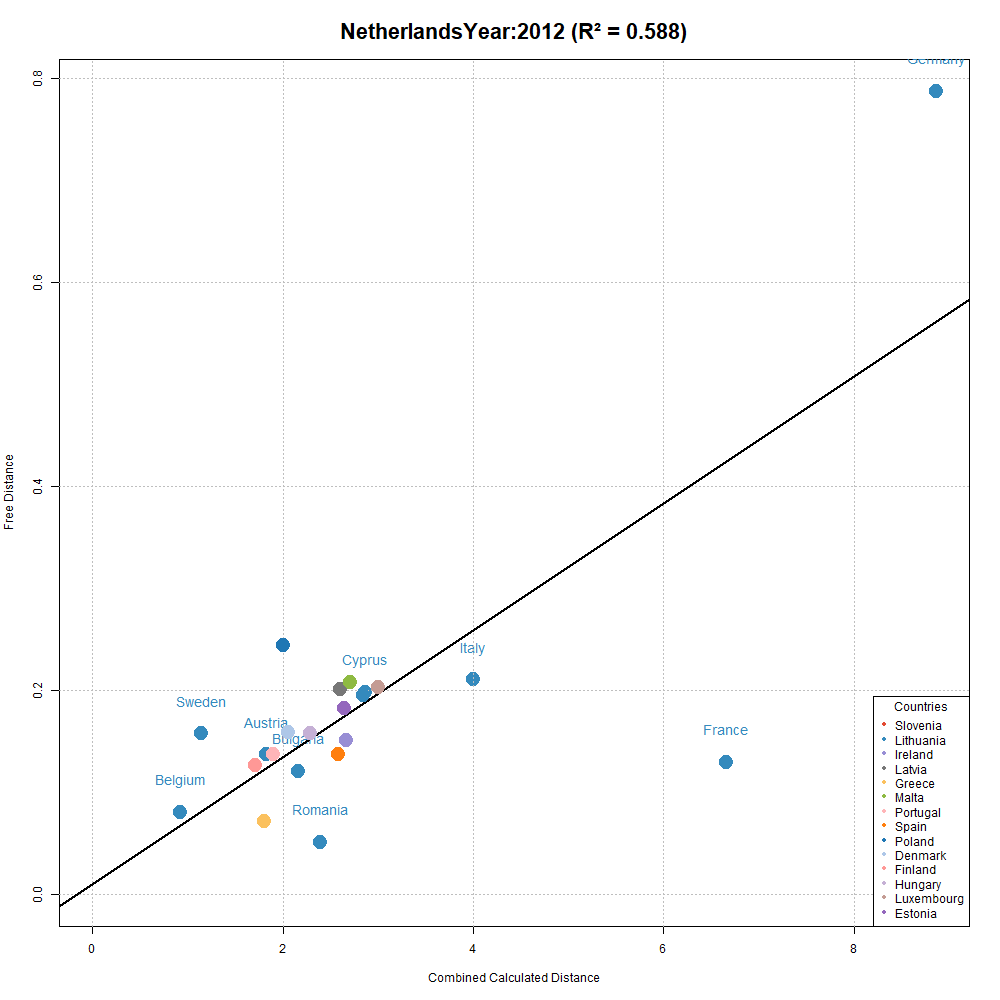 NetherlandsYear:2012 (R² = 0.588)
Germany
0.8
0.6
0.4
0.2
0.0
Free Distance
Cyprus
Italy
Sweden
Austria
Bulgaria
France
Belgium
Romania
Countries
Slovenia
Lithuania
Ireland
Latvia
Greece
Malta
Portugal
Spain
Poland
Denmark
Finland
Hungary
Luxembourg
Estonia
0 2 4 6 8
Combined Calculated Distance